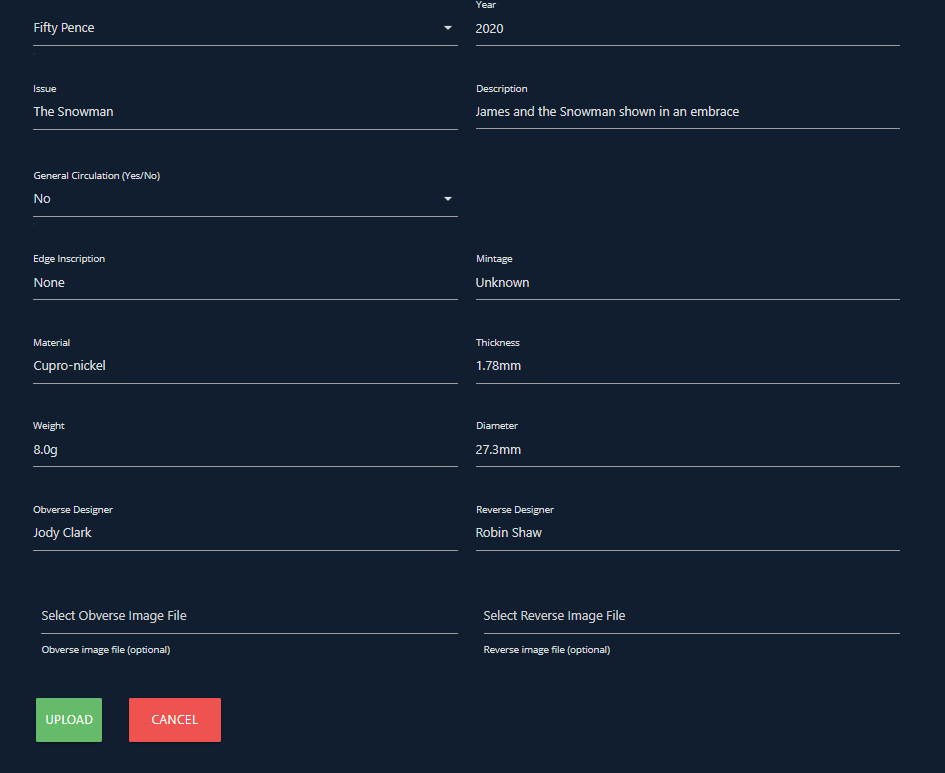 Year
Fifty Pence
2020
Issue
Description
The Snowman
James and the Snowman shown in an embrace
General Circulation (Yes/No)
No
Edge Inscription
Mintage
None
Unknown
Material
Thickness
Cupro-nickel
1.78mm
Weight
Diameter
8.0g
27.3mm
Obverse Designer
Reverse Designer
Jody Clark
Robin Shaw
Select Obverse Image File
Select Reverse Image File
Obverse image file (optional)
Reverse image file (optional)
UPLOAD
CANCEL